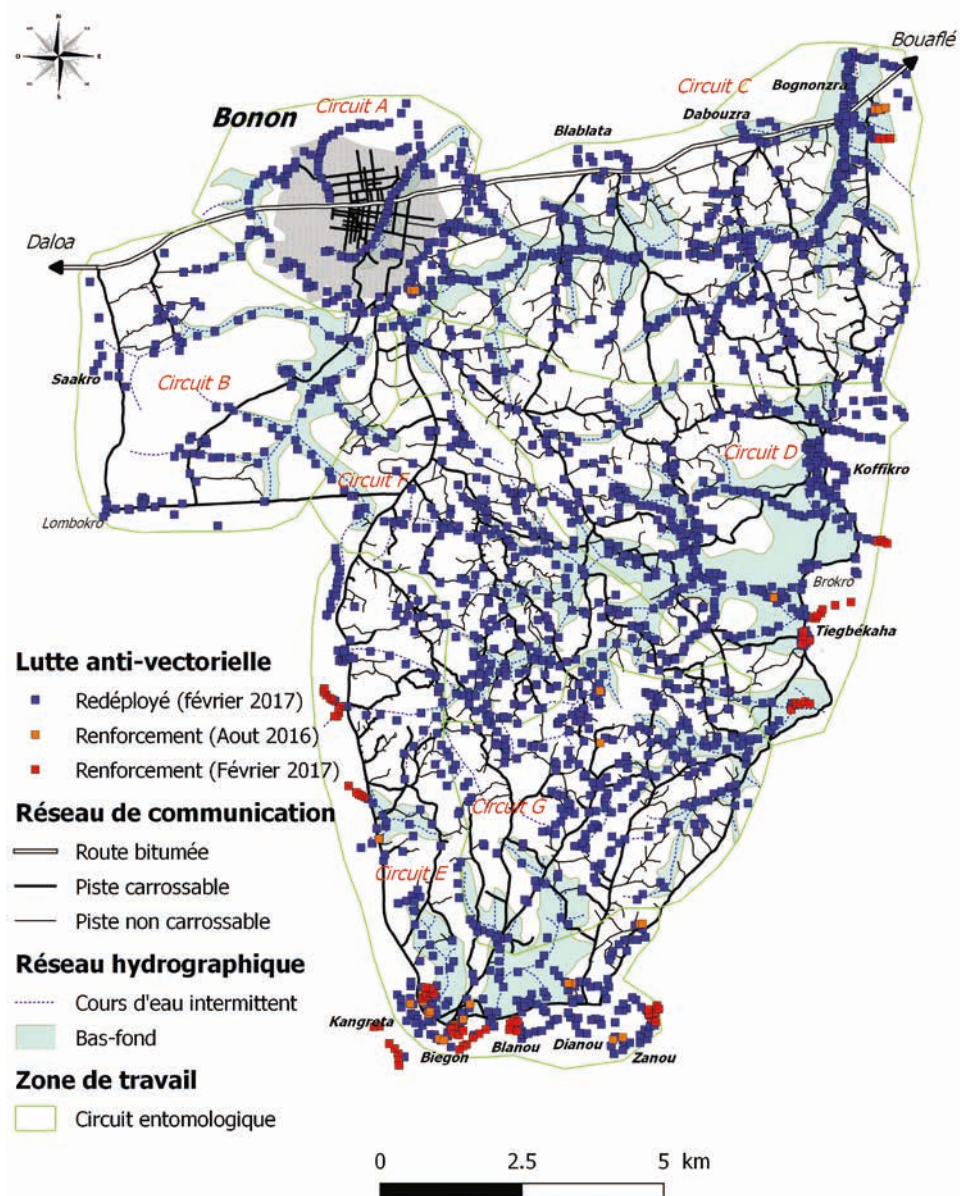 N
O
E
S
Bouaflé
Circuit C
Bognonzra
Circuit A
Dabouzra
Bonon
Blablata
Daloa
Saakro
Circuit B
Circuit D
Koffikro
Circuit F
Lombokro
Brokro
Tiegbékaha
Lutte anti-vectorielle
Redéployé (février 2017)
Renforcement (Aout 2016)
Renforcement (Février 2017)
Réseau de communication
Circuit G
Route bitumée
Piste carrossable
Circuit E
Piste non carrossable
Réseau hydrographique
Cours d'eau intermittent
Kangreta
Bas-fond
Biegon
Blanou
Dianou
Zanou
Zone de travail
Circuit entomologique
0 2.5 5 km